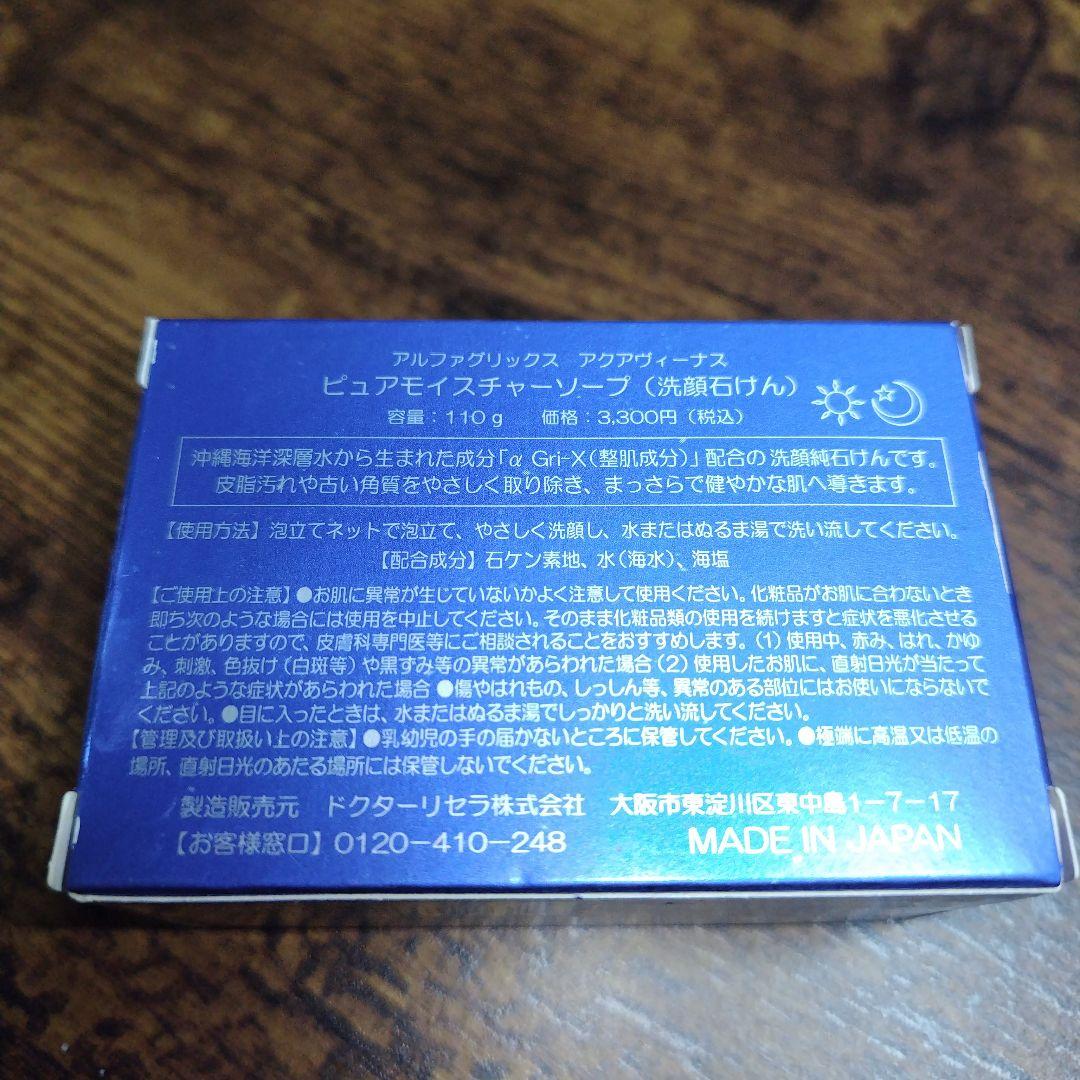 アルファグリックス　アクアヴィーナス
ピュアモイスチャーソープ（洗顔石けん）
容量：110g　価格：3,300円（税込）
沖縄海洋深層水から生まれた成分「α Gri-X（整肌成分）」配合の洗顔純石けんです。
皮脂汚れや古い角質をやさしく取り除き、まっさらで健やかな肌へ導きます。
【使用方法】泡立てネットで泡立て、やさしく洗顔し、水またはぬるま湯で洗い流してください。
【配合成分】石ケン素地、水（海水）、海塩
【ご使用上の注意】●お肌に異常が生じていないかよく注意して使用ください。化粧品がお肌に合わないとき
即ち次のような場合には使用を中止してください。そのまま化粧品類の使用を続けますと症状を悪化させる
ことがありますので、皮膚科専門医等にご相談されることをおすすめします。（1）使用中、赤み、はれ、かゆ
み、刺激、色抜け（白斑等）や黒ずみ等の異常があらわれた場合（2）使用したお肌に、直射日光が当たって
上記のような症状があらわれた場合 ●傷やはれもの、しっしん等、異常のある部位にはお使いにならないで
ください。●目に入ったときは、水またはぬるま湯でしっかりと洗い流してください。
【管理及び取扱い上の注意】●乳幼児の手の届かないところに保管してください。●極端に高温又は低温の
場所、直射日光のあたる場所には保管しないでください。
製造販売元　ドクターリセラ株式会社　大阪市東淀川区東中島1-7-17
【お客様窓口】0120-410-248　MADE IN JAPAN